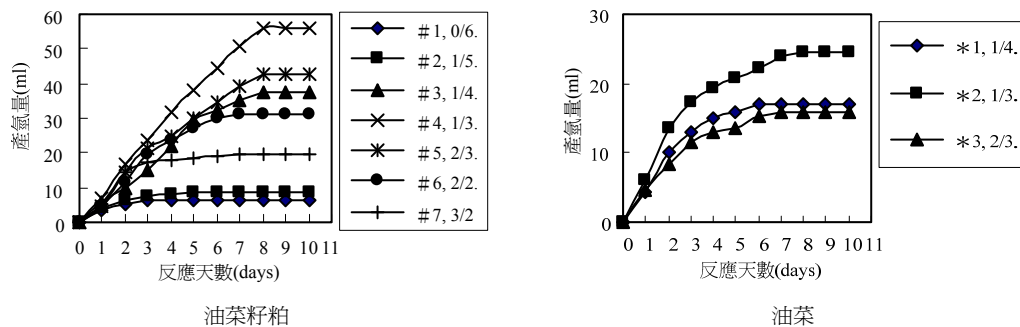 產氫量(ml)
60
50
40
30
20
10
0
0 1 2 3 4 5 6 7 8 9 10 11
反應天數(days)
#1, 0/6.
#2, 1/5.
#3, 1/4.
#4, 1/3.
#5, 2/3.
#6, 2/2.
#7, 3/2
油菜籽粕
產氫量(ml)
30
20
10
0
0 1 2 3 4 5 6 7 8 9 10 11
反應天數(days)
*1, 1/4.
*2, 1/3.
*3, 2/3.
油菜